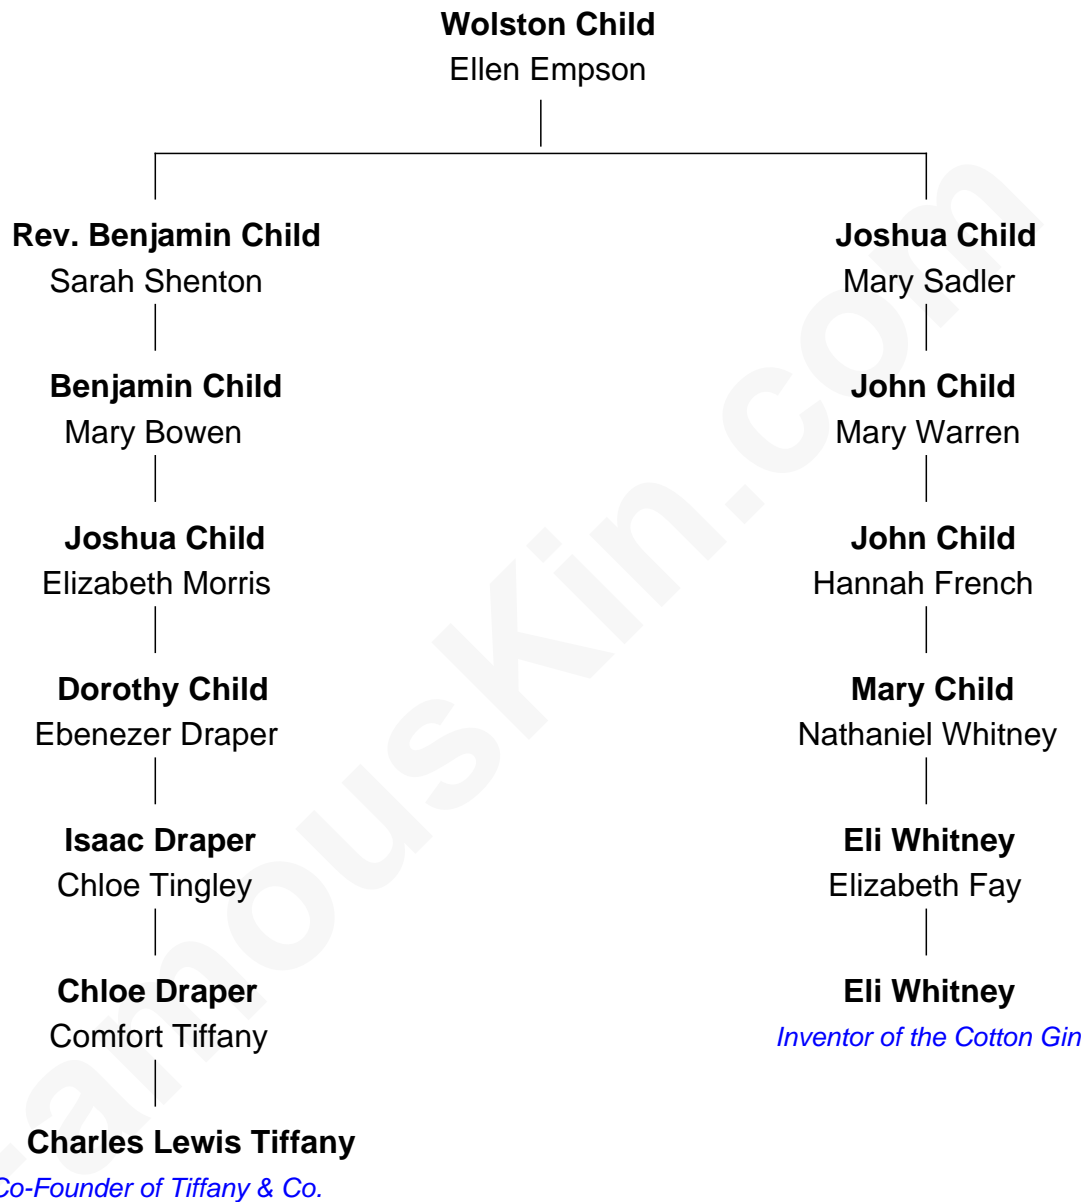 Wolston Child
Ellen Empson
Rev. Benjamin Child
Sarah Shenton
Joshua Child
Mary Sadler
Benjamin Child
Mary Bowen
John Child
Mary Warren
Joshua Child
Elizabeth Morris
John Child
Hannah French
Dorothy Child
Ebenezer Draper
Mary Child
Nathaniel Whitney
Isaac Draper
Chloe Tingley
Eli Whitney
Elizabeth Fay
Chloe Draper
Comfort Tiffany
Eli Whitney
Inventor of the Cotton Gin
Charles Lewis Tiffany
Co-Founder of Tiffany & Co.
FamousKin.com